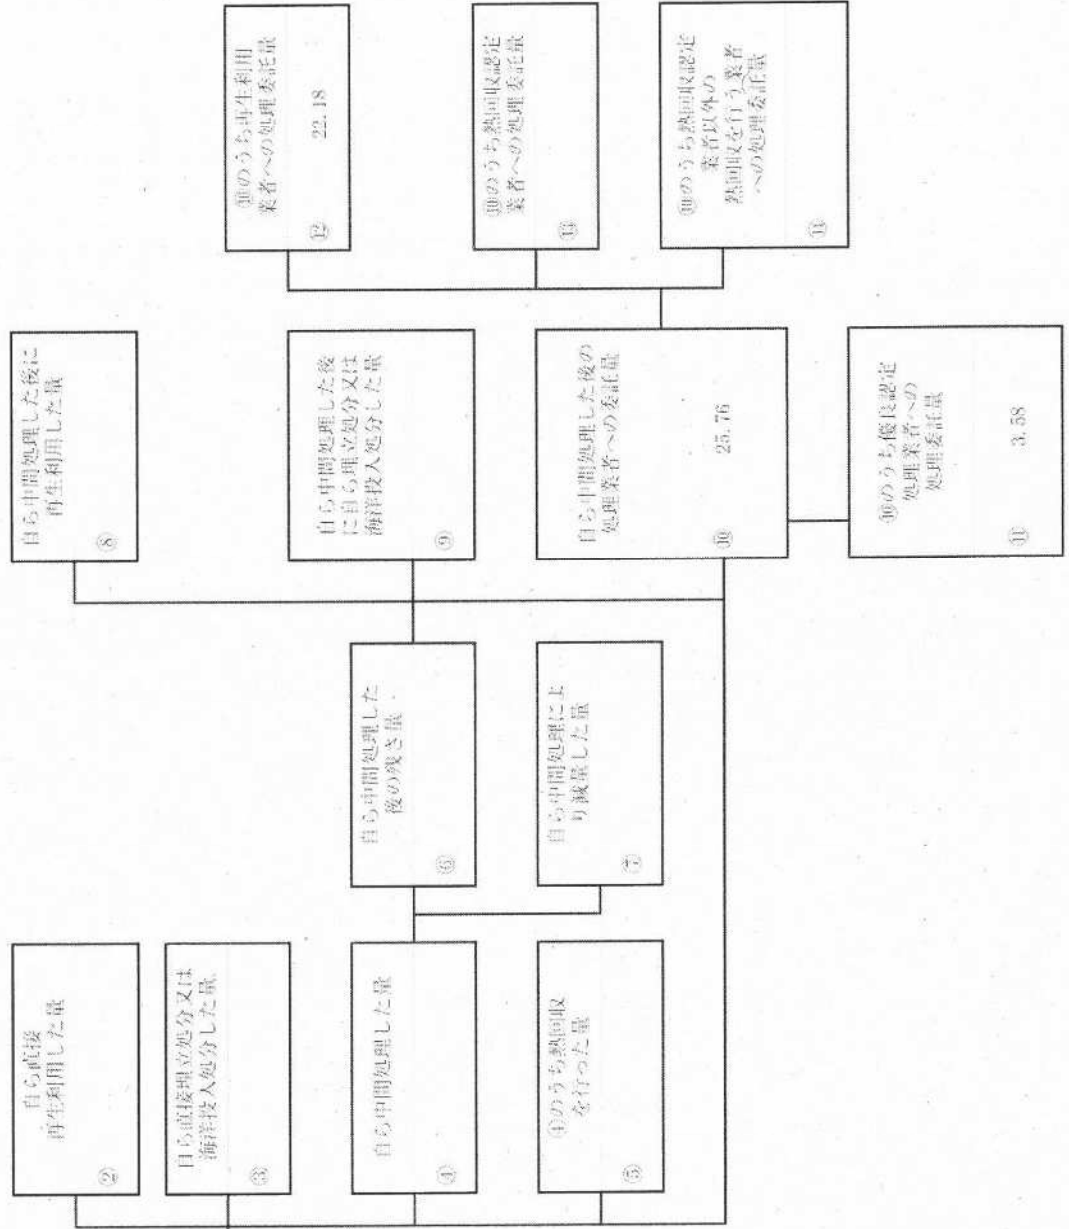 自ら直接
再生利用した量
②
自ら直接埋立処分又は
海洋投入処分した量
③
自ら中間処理した量
④
④のうち熱回収
を行った量
⑤
自ら中間処理した
後の残さ量
⑥
自ら中間処理によ
り減量した量
⑦
自ら中間処理した後に
再生利用した量
⑧
自ら中間処理した後
に自ら埋立処分又は
海洋投入処分した量
⑨
自ら中間処理した後の
処理業者への委託量
⑩
25.76
⑩のうち優良認定
処理業者への
処理委託量
⑪
3.58
⑩のうち再生利用
業者への処理委託量
⑫
22.18
⑩のうち熱回収認定
業者への処理委託量
⑬
⑩のうち熱回収認定
業者以外の
熱回収を行う業者
への処理委託量
⑭